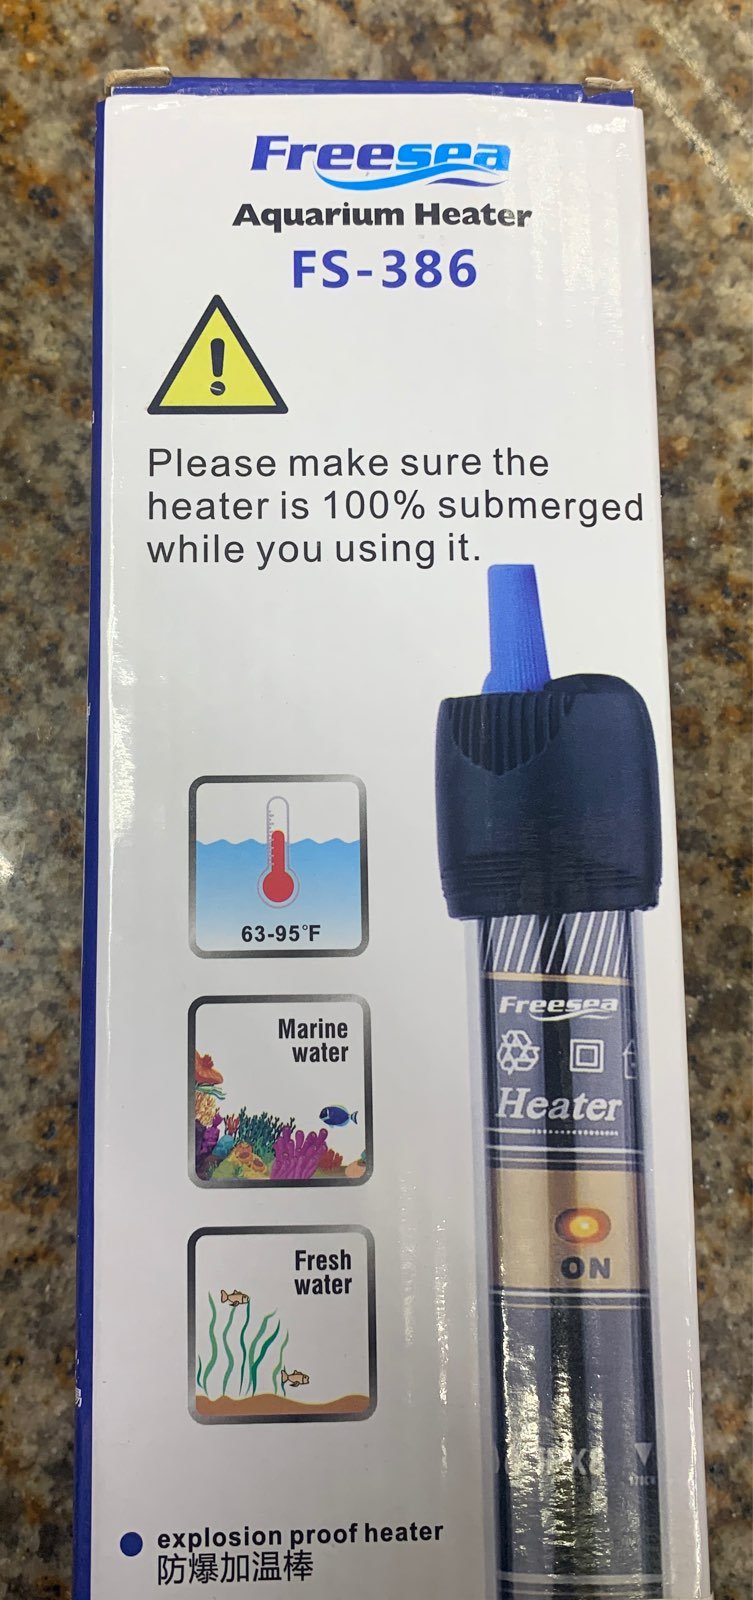 Freesea
Aquarium Heater
FS-386
Please make sure the
heater is 100% submerged
while you using it.
63-95°F
Freesea
Marine
water
Heater
ON
Fresh
water
explosion proof heater
防爆加温棒